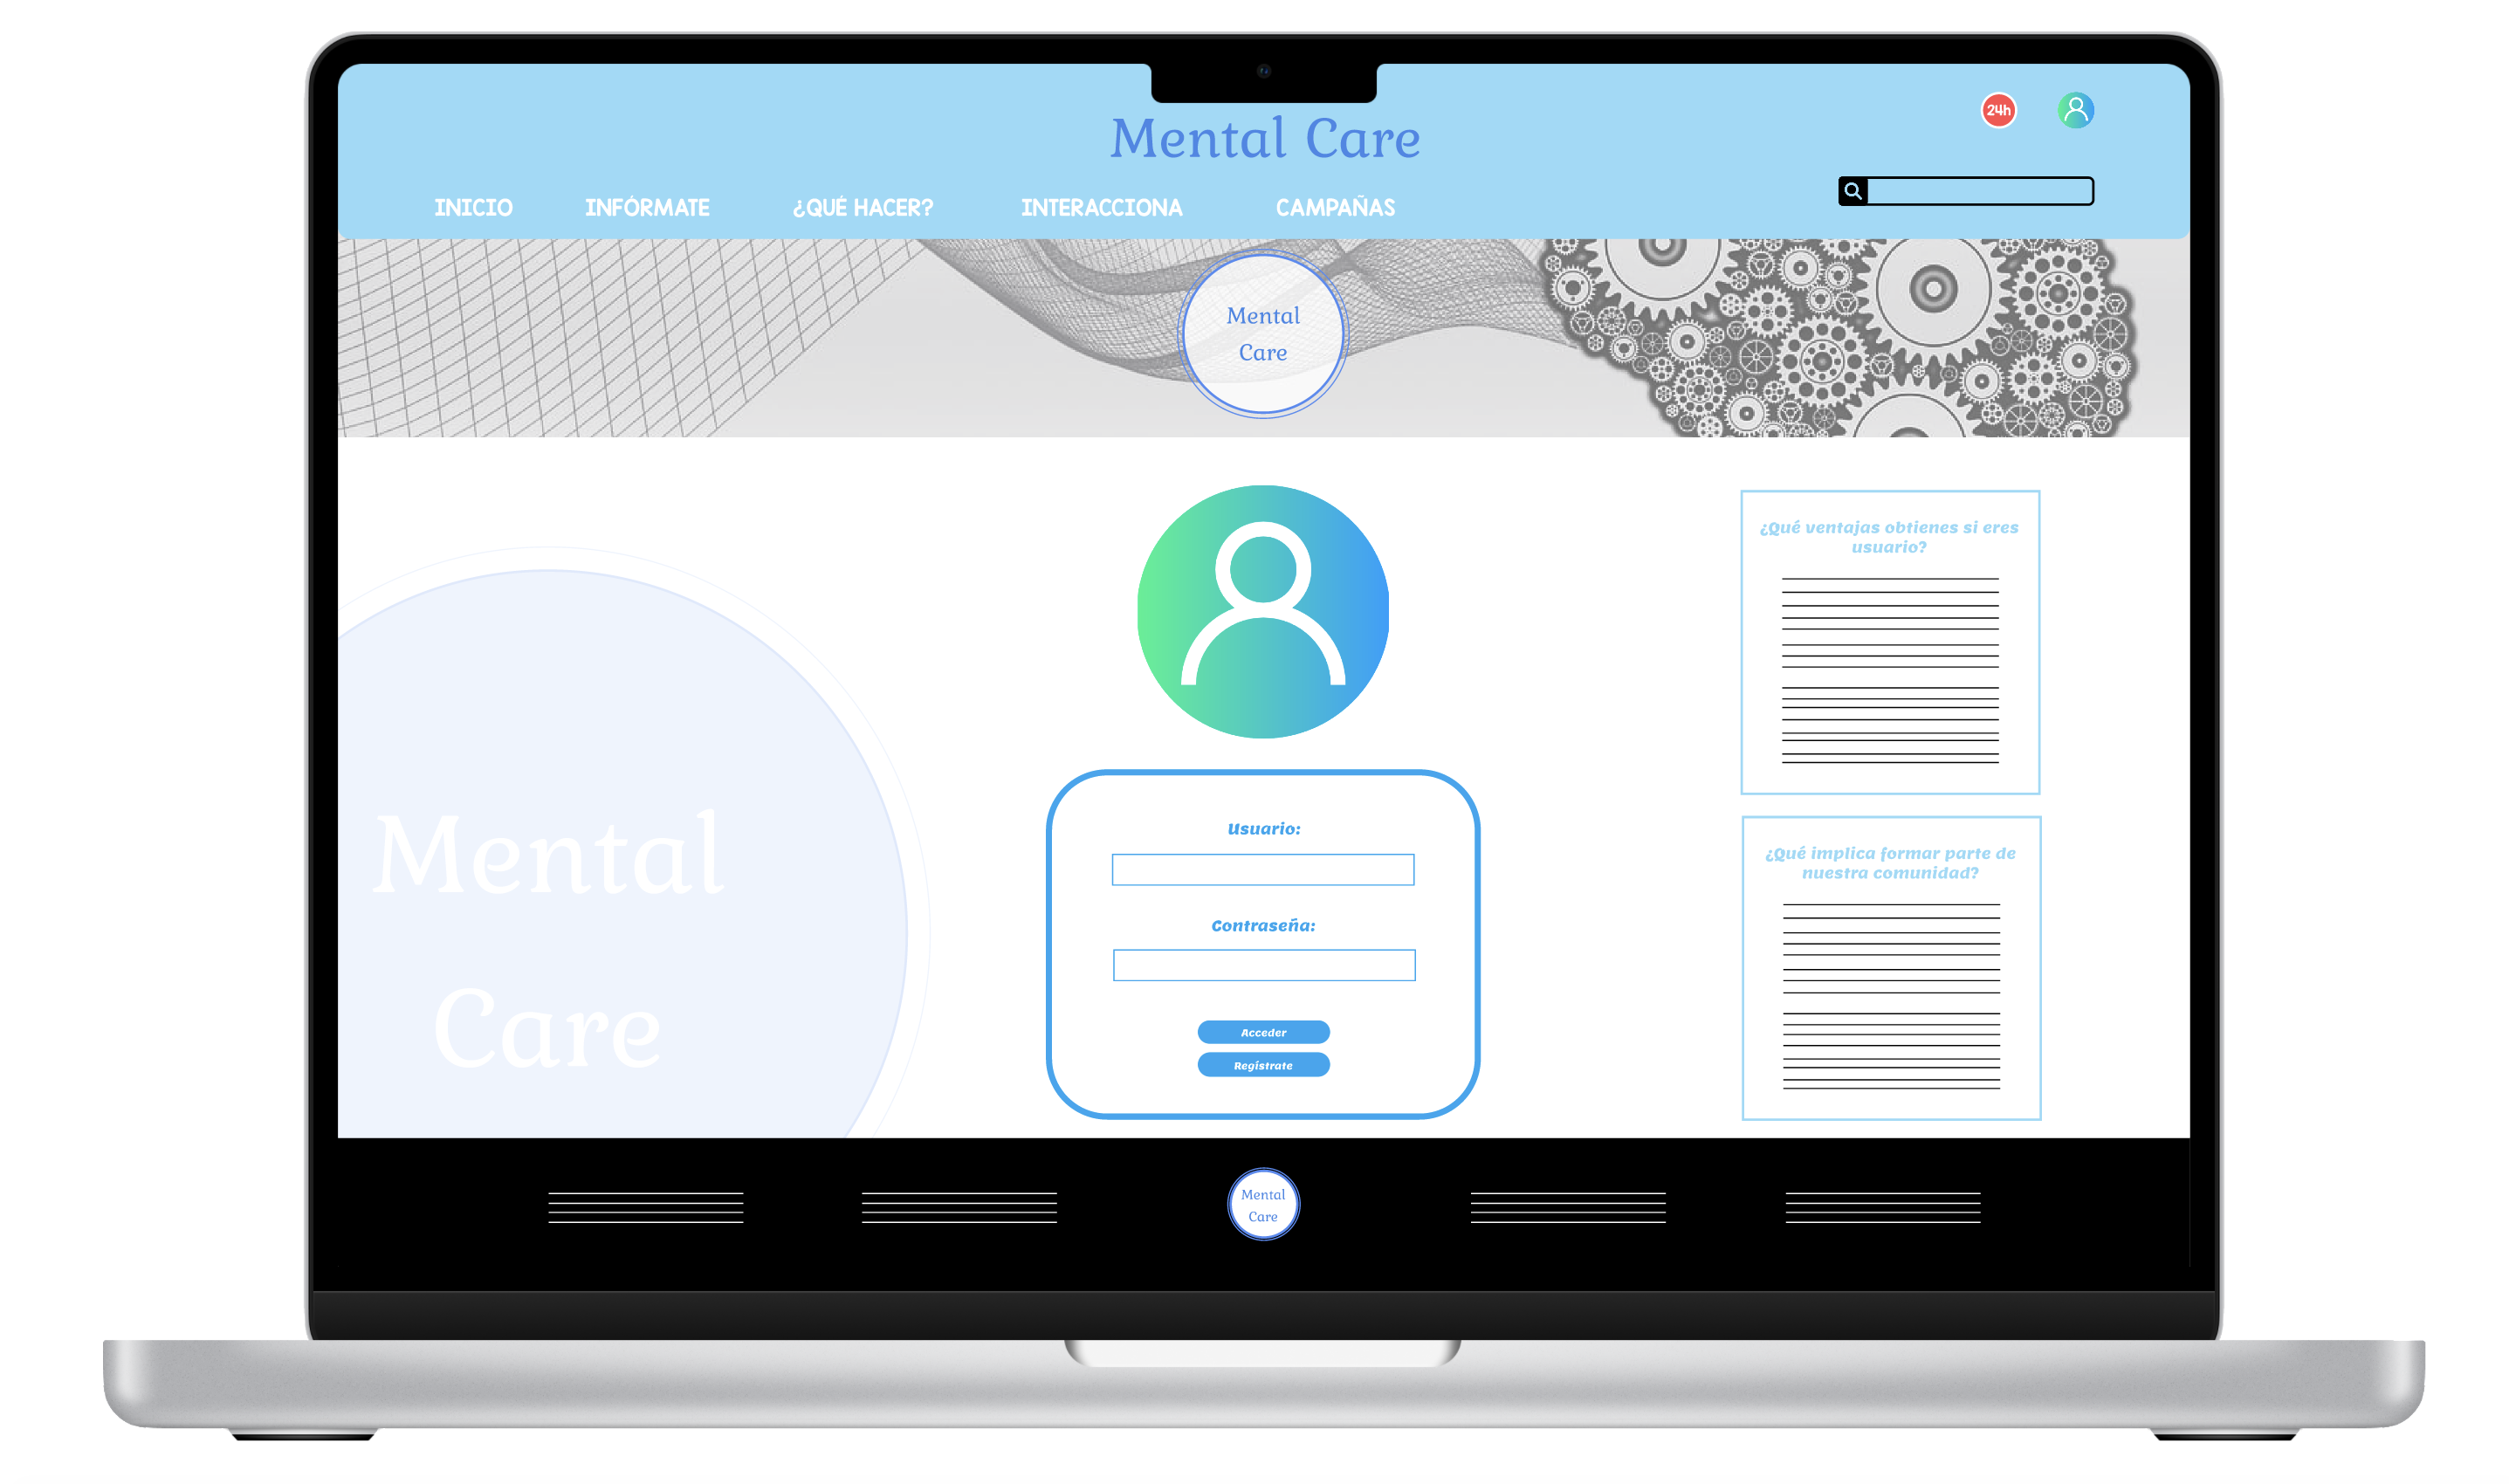 Mental Care
24h
INICIO INFÓRMATE ¿QUÉ HACER? INTERACCIONA CAMPAÑAS
Mental
Care
¿Qué ventajas obtienes si eres
usuario?
Mental
Care
Usuario:
Contraseña:
Acceder
Regístrate
¿Qué implica formar parte de
nuestra comunidad?
Mental
Care